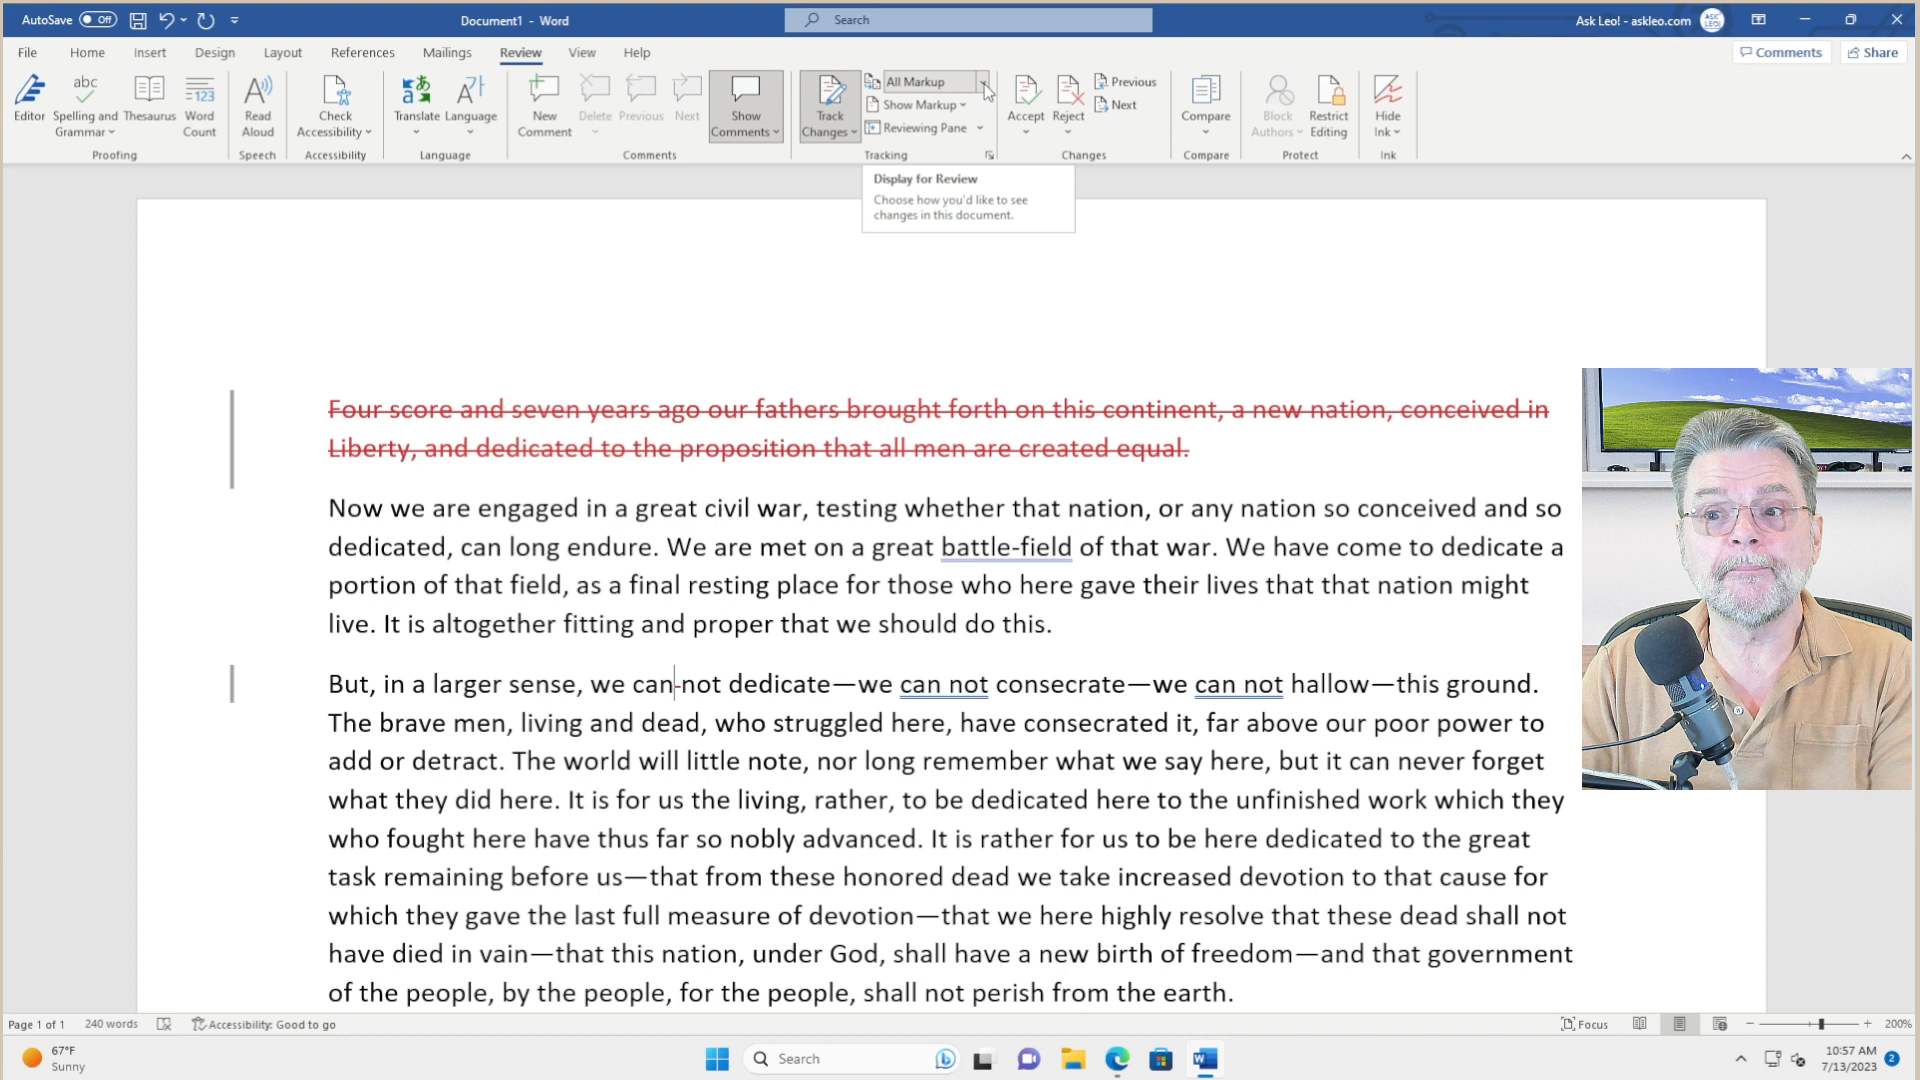 AutoSave Off Document1 - Word Search Ask Leo! - askleo.com ASK LEO!
File Home Insert Design Layout References Mailings Review View Help Comments Share
Editor
Spelling and Grammar
Thesaurus
Word Count
Proofing
Read Aloud
Speech
Check Accessibility
Accessibility
Translate
Language
Language
New Comment
Delete
Previous
Next
Show Comments
Comments
Track Changes
All Markup
Show Markup
Reviewing Pane
Tracking
Accept
Reject
Previous
Next
Changes
Compare
Compare
Block Authors
Restrict Editing
Protect
Hide Ink
Ink
Display for Review
Choose how you'd like to see
changes in this document.
Four score and seven years ago our fathers brought forth on this continent, a new nation, conceived in
Liberty, and dedicated to the proposition that all men are created equal.
Now we are engaged in a great civil war, testing whether that nation, or any nation so conceived and so
dedicated, can long endure. We are met on a great battle-field of that war. We have come to dedicate a
portion of that field, as a final resting place for those who here gave their lives that that nation might
live. It is altogether fitting and proper that we should do this.
But, in a larger sense, we can not dedicate—we can not consecrate—we can not hallow—this ground.
The brave men, living and dead, who struggled here, have consecrated it, far above our poor power to
add or detract. The world will little note, nor long remember what we say here, but it can never forget
what they did here. It is for us the living, rather, to be dedicated here to the unfinished work which they
who fought here have thus far so nobly advanced. It is rather for us to be here dedicated to the great
task remaining before us—that from these honored dead we take increased devotion to that cause for
which they gave the last full measure of devotion—that we here highly resolve that these dead shall not
have died in vain—that this nation, under God, shall have a new birth of freedom—and that government
of the people, by the people, for the people, shall not perish from the earth.
Page 1 of 1 240 words Accessibility: Good to go Focus 200%
67°F
Sunny
Search
10:57 AM
7/13/2023
2